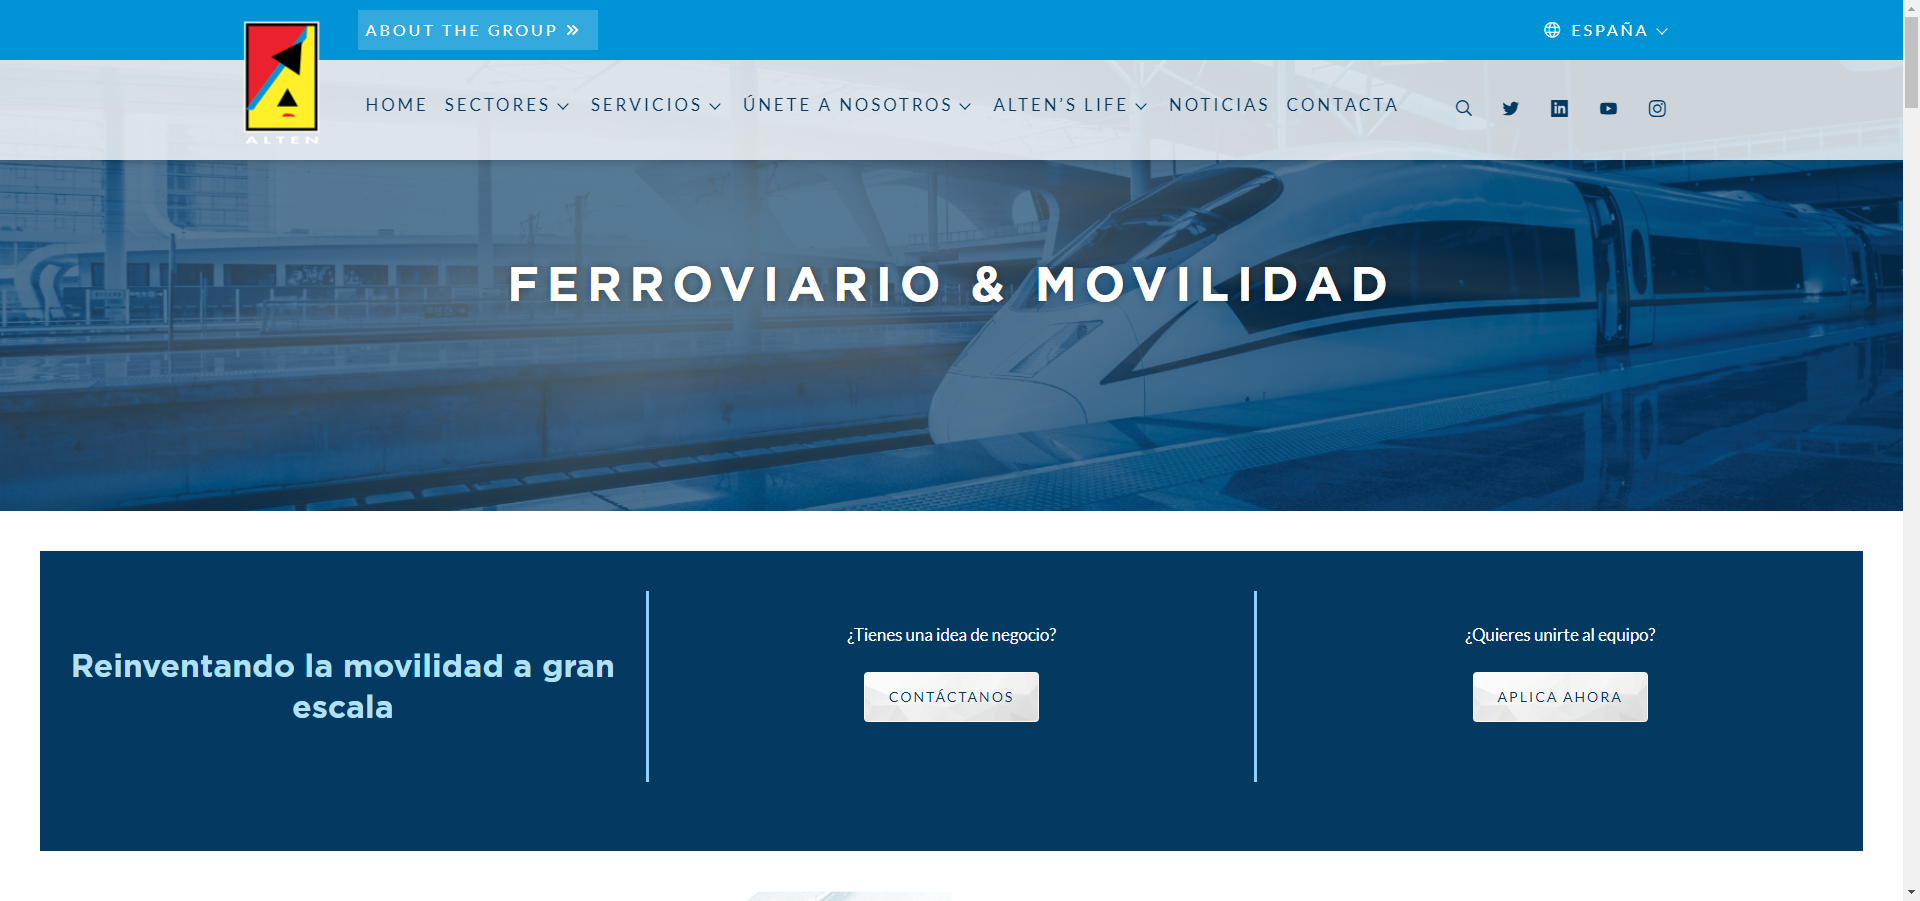 ABOUT THE GROUP »
ESPAÑA
ALTEN
HOME SECTORES SERVICIOS ÚNETE A NOSOTROS ALTEN'S LIFE NOTICIAS CONTACTA
FERROVIARIO & MOVILIDAD
Reinventando la movilidad a gran
escala
¿Tienes una idea de negocio?
CONTÁCTANOS
¿Quieres unirte al equipo?
APLICA AHORA